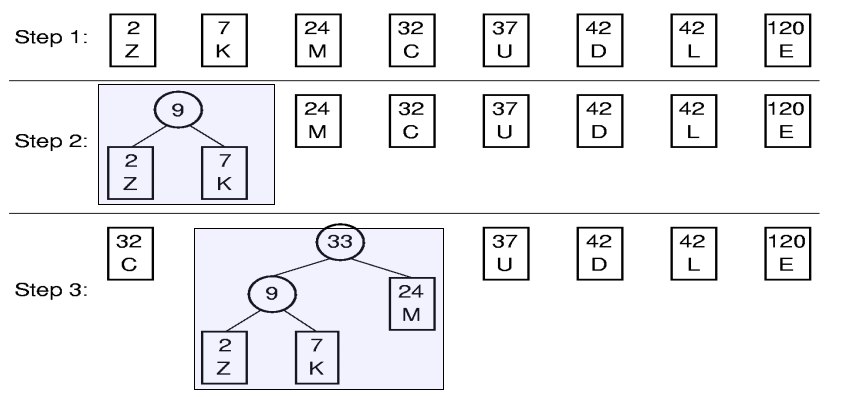 Step 1:
2 7 24 32 37 42 42 120
Z K M C U D L E
Step 2:
9
24 32 37 42 42 120
M C U D L E
2 7
Z K
Step 3:
32 33 37 42 42 120
C U D L E
9 24
M
2 7
Z K